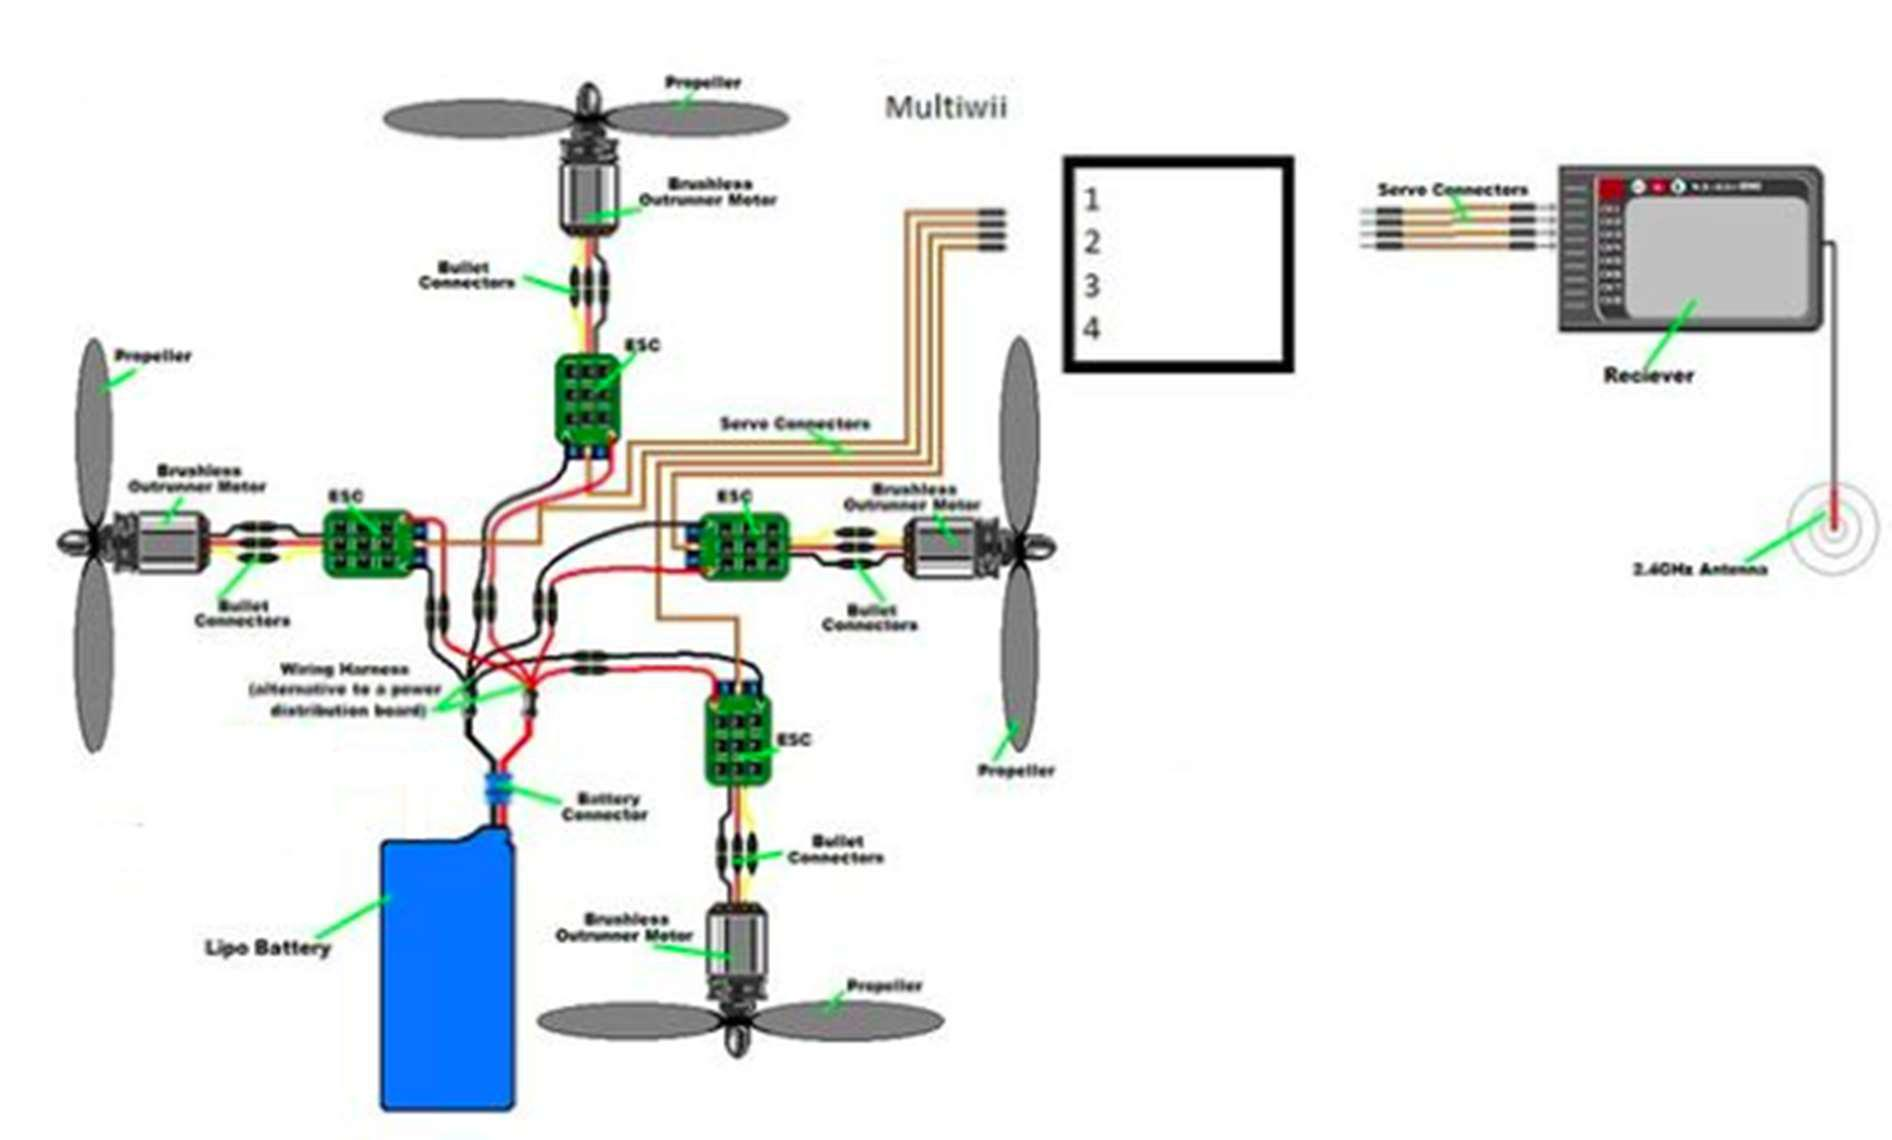 Propeller
Multiwii
Brushless
Outrunner Motor
Servo Connectors
1
2
3
4
Bullet
Connectors
ESC
Reciever
Propeller
Servo Connectors
Brushless
Outrunner Motor
ESC
ESC
Brushless
Outrunner Motor
2.4GHz Antenna
Bullet
Connectors
Bullet
Connectors
Wiring Harness
(alternative to a power
distribution board)
ESC
Propeller
Battery
Connector
Bullet
Connectors
Lipo Battery
Brushless
Outrunner Motor
Propeller